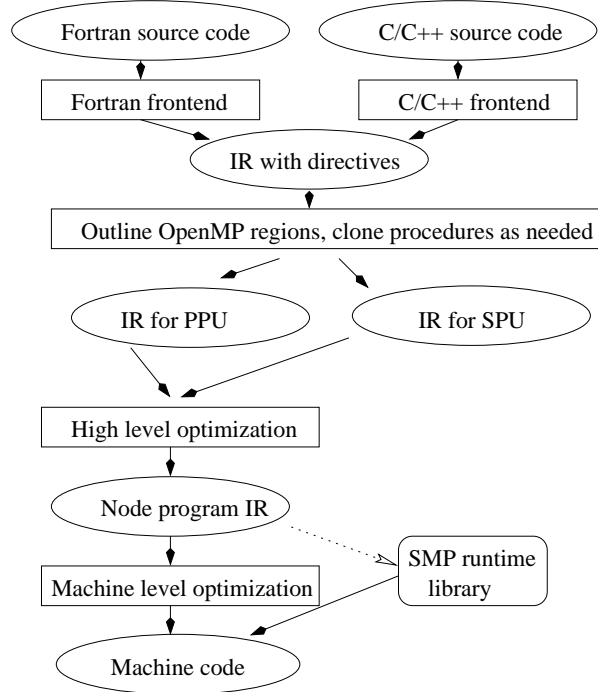 Fortran source code
C/C++ source code
Fortran frontend
C/C++ frontend
IR with directives
Outline OpenMP regions, clone procedures as needed
IR for PPU
IR for SPU
High level optimization
Node program IR
SMP runtime
library
Machine level optimization
Machine code